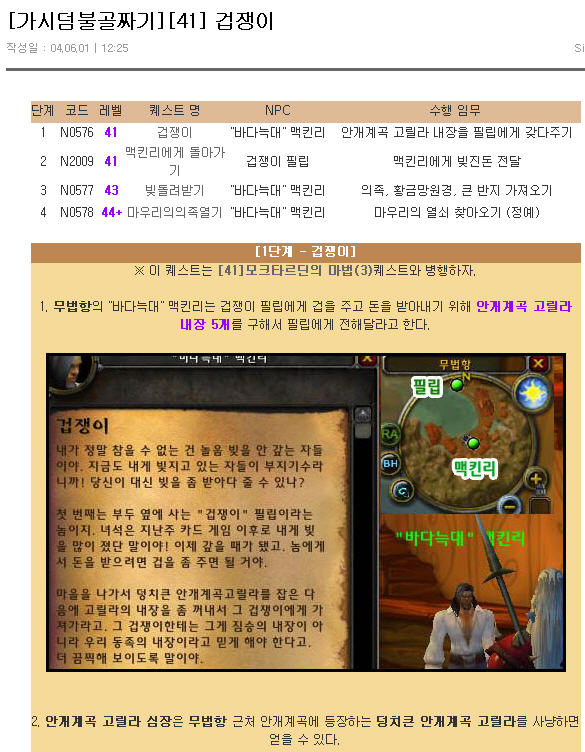 [가시덤불골짜기][41] 겁쟁이
작성일 : 04,06,01 | 12:25
Si
단계 코드 레벨 퀘스트 명 NPC 수행 임무
1 N0576 41 겁쟁이 "바다늑대" 맥킨리 안개계곡 고릴라 내장을 필립에게 갖다주기
2 N2009 41 맥킨리에게 돌아가기 겁쟁이 필립 맥킨리에게 빚진돈 전달
3 N0577 43 빚돌려받기 "바다늑대" 맥킨리 의족, 황금만원경, 큰 반지 가져오기
4 N0578 44+ 마우리의의족열기 "바다늑대" 맥킨리 마우리의 열쇠 찾아오기 (정예)
[1단계 - 겁쟁이]
※ 이 퀘스트는 [41]모크타르딘의 마법(3)퀘스트와 병행하자.
1. 무법항의 "바다늑대" 맥킨리는 겁쟁이 필립에게 겁을 주고 돈을 받아내기 위해 안개계곡 고릴라
내장 5개를 구해서 필립에게 전해달라고 한다.
"바다늑대" 맥킨리
겁쟁이
내가 정말 참을 수 없는 건 놀음 빚을 안 갚는 자들
이야. 지금도 내게 빚지고 있는 자들이 부지기수라
니까! 당신이 대신 빚을 좀 받아다 줄 수 있나?
첫 번째는 부두 옆에 사는 "겁쟁이" 필립이라는
놈이지. 녀석은 지난주 카드 게임 이후로 내게 빚
을 많이 졌단 말이야! 이제 갚을 때가 됐고. 놈에게
서 돈을 받으려면 겁을 좀 주면 될 거야.
마을을 나가서 덩치큰 안개계곡고릴라를 잡은 다
음에 고릴라의 내장을 좀 꺼내서 그 겁쟁이에게 가
져가라고. 그 겁쟁이한테는 그게 짐승의 내장이 아
니라 우리 동족의 내장이라고 믿게 해야 한다고.
더 끔찍해 보이도록 말이야.
무법항
N
필립
RA
BH
맥킨리
"바다늑대" 맥킨리
2. 안개계곡 고릴라 심장은 무법항 근처 안개계곡에 등장하는 덩치큰 안개계곡 고릴라를 사냥하면
얻을 수 있다.